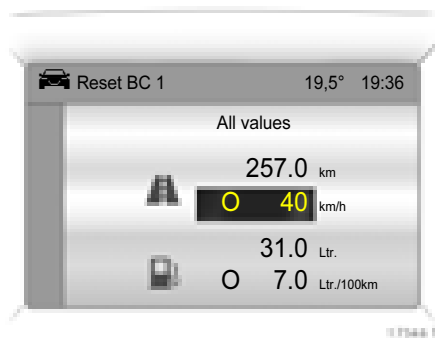 Reset BC 1 19,5° 19:36
All values
257.0 km
O 40 km/h
31.0 Ltr.
O 7.0 Ltr./100km